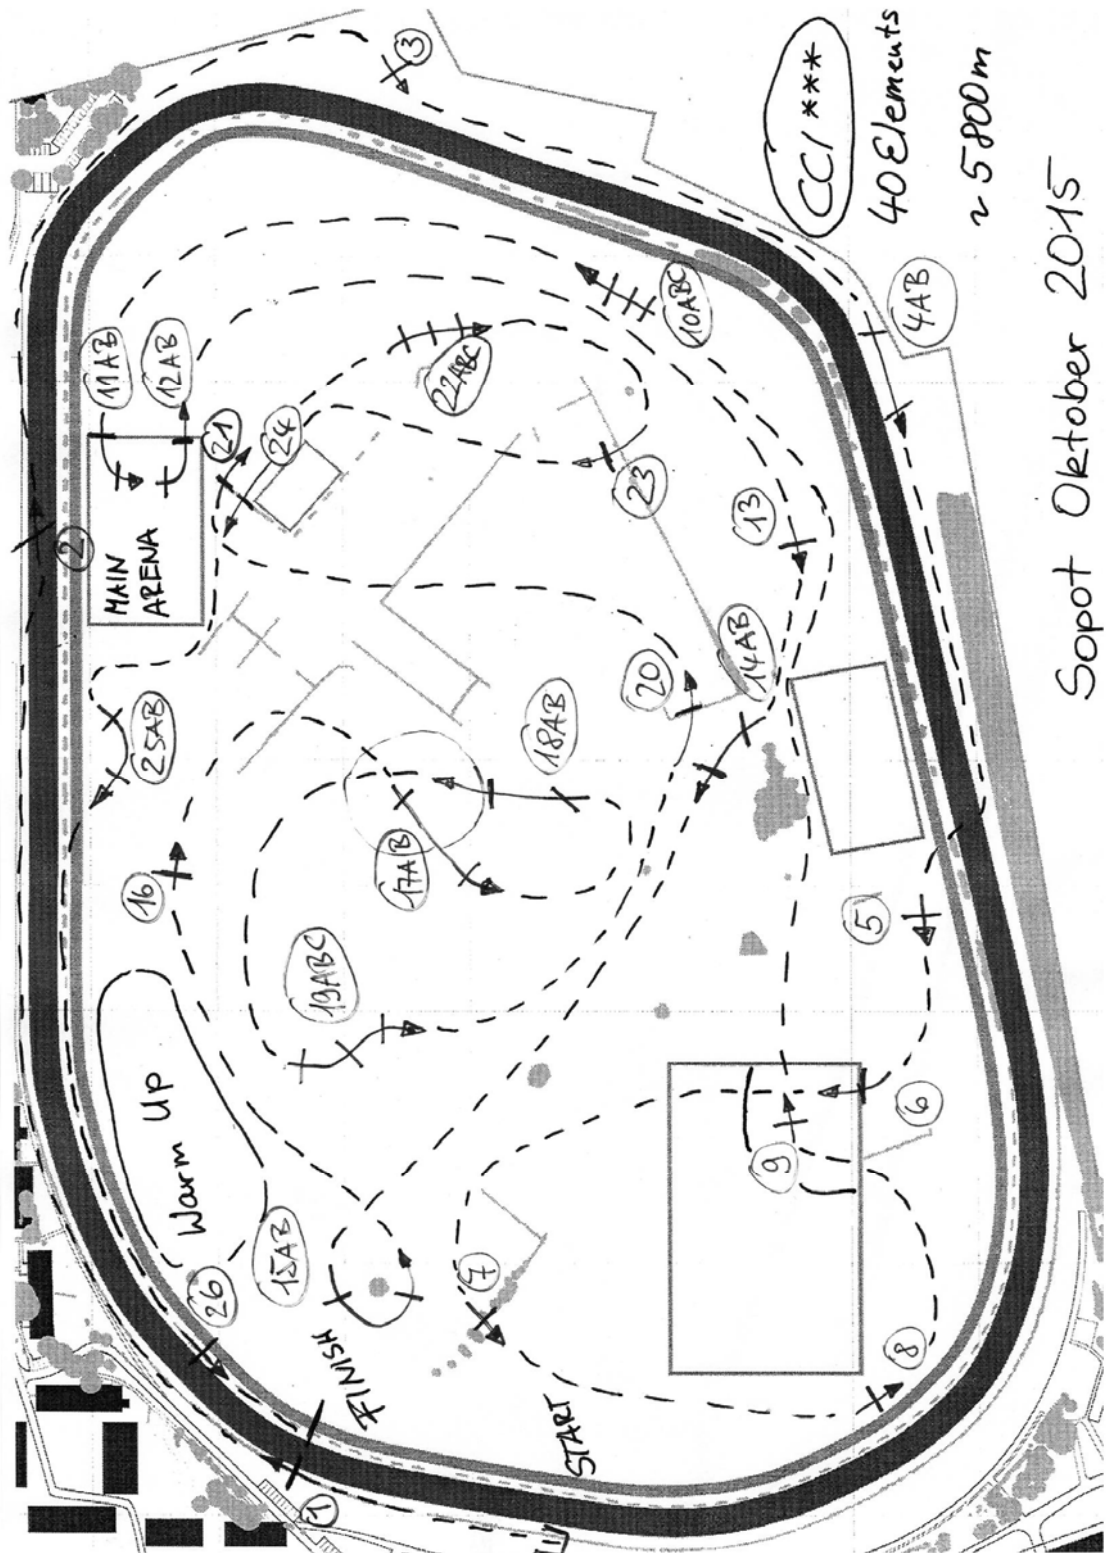 CCI ***
40 Elements
~ 5800m
Sopot Oktober 2015
3
4AB
10ABC
11AB
12AB
21
24
22ABC
23
13
2
MAIN
ARENA
14AB
20
18AB
25AB
17AB
16
5
19ABC
Warm Up
6
9
15AB
7
26
8
FINISH
START
1